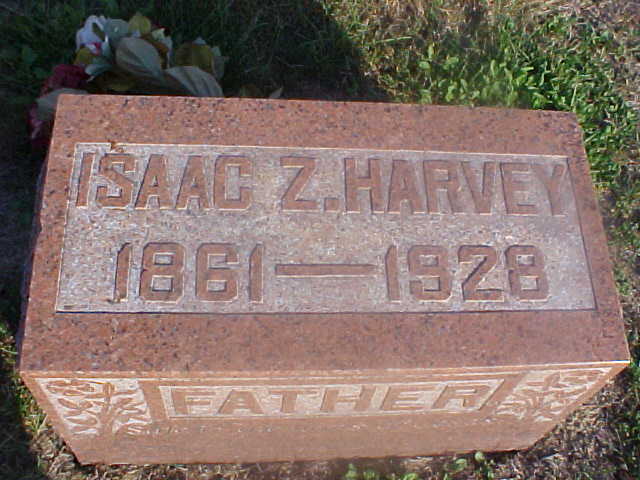 ISAAC Z. HARVEY
1861—1928
FATHER